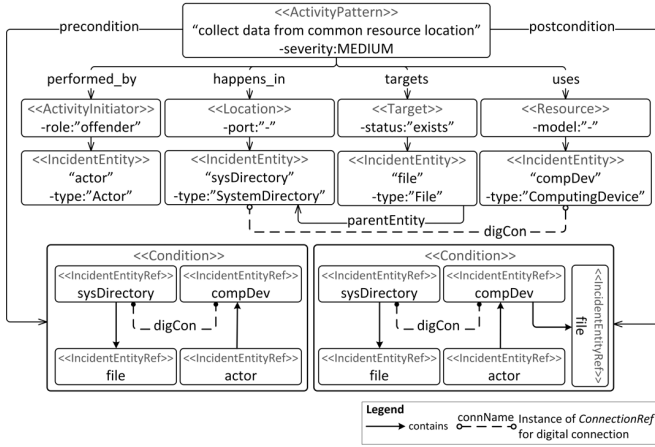 <<ActivityPattern>>
“collect data from common resource location”
-severity:MEDIUM
precondition
postcondition
performed_by
happens_in
targets
uses
<<ActivityInitiator>>
-role:”offender”
<<Location>>
-port:”-”
<<Target>>
-status:”exists”
<<Resource>>
-model:”-”
<<IncidentEntity>>
“actor”
-type:”Actor”
<<IncidentEntity>>
“sysDirectory”
-type:”SystemDirectory”
<<IncidentEntity>>
“file”
-type:”File”
<<IncidentEntity>>
“compDev”
-type:”ComputingDevice”
parentEntity
digCon
<<Condition>>
<<IncidentEntityRef>>
sysDirectory
<<IncidentEntityRef>>
compDev
digCon
<<IncidentEntityRef>>
file
<<IncidentEntityRef>>
actor
<<Condition>>
<<IncidentEntityRef>>
sysDirectory
<<IncidentEntityRef>>
compDev
digCon
<<IncidentEntityRef>>
file
<<IncidentEntityRef>>
actor
<<IncidentEntityRef>>
file
Legend
contains
connName
Instance of ConnectionRef
for digital connection